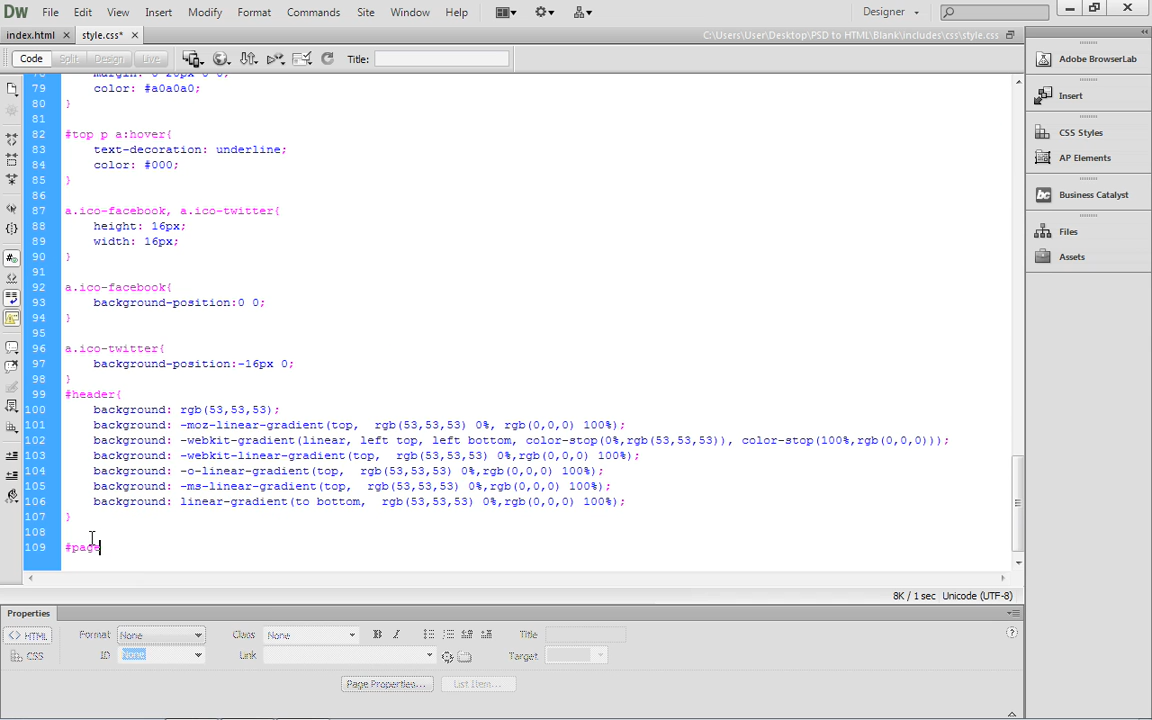 Dw File Edit View Insert Modify Format Commands Site Window Help Designer
index.html × style.css* × C:\Users\User\Desktop\PSD to HTML\Blank\includes\css\style.css
Code Split Design Live Title:
Adobe BrowserLab
Insert
CSS Styles
AP Elements
Business Catalyst
Files
Assets
78 margin: 0 20px 0 0;
79 color: #a0a0a0;
80 }
81
82 #top p a:hover{
83 text-decoration: underline;
84 color: #000;
85 }
86
87 a.ico-facebook, a.ico-twitter{
88 height: 16px;
89 width: 16px;
90 }
91
92 a.ico-facebook{
93 background-position:0 0;
94 }
95
96 a.ico-twitter{
97 background-position:-16px 0;
98 }
99 #header{
100 background: rgb(53,53,53);
101 background: -moz-linear-gradient(top,  rgb(53,53,53) 0%, rgb(0,0,0) 100%);
102 background: -webkit-gradient(linear, left top, left bottom, color-stop(0%,rgb(53,53,53)), color-stop(100%,rgb(0,0,0)));
103 background: -webkit-linear-gradient(top,  rgb(53,53,53) 0%,rgb(0,0,0) 100%);
104 background: -o-linear-gradient(top,  rgb(53,53,53) 0%,rgb(0,0,0) 100%);
105 background: -ms-linear-gradient(top,  rgb(53,53,53) 0%,rgb(0,0,0) 100%);
106 background: linear-gradient(to bottom,  rgb(53,53,53) 0%,rgb(0,0,0) 100%);
107 }
108
109 #page
8K / 1 sec Unicode (UTF-8)
Properties
<> HTML Format None Class None B I Title
CSS ID None Link Target
Page Properties... List Item...